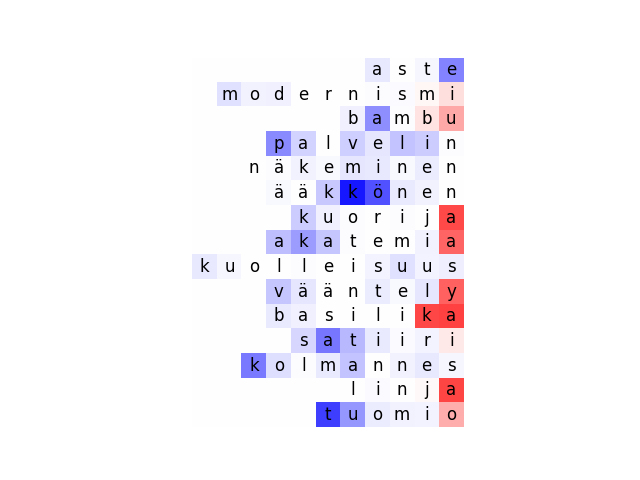 aste
modernismi
bambu
palvelin
näkeminen
ääkkönen
kuorija
akatemia
kuolleisuus
vääntely
basilika
satiiri
kolmannes
linja
tuomio